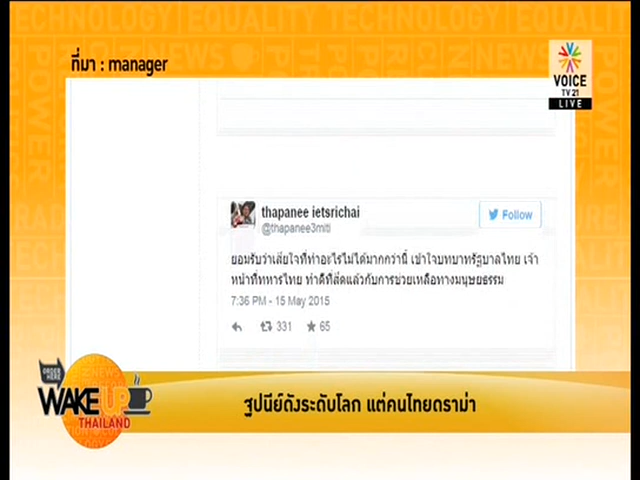 ที่มา : manager
VOICE
TV 21
LIVE
thapanee ietsrichai
@thapanee3miti
Follow
ยอมรับว่าเสียใจที่ทำอะไรไม่ได้มากกว่านี้ เข้าใจบทบาทรัฐบาลไทย เจ้า
หน้าที่ทหารไทย ทำดีที่สุดแล้วกับการช่วยเหลือทางมนุษยธรรม
7:36 PM - 15 May 2015
331
65
ORDER
HERE
WAKE UP
THAILAND
ฐปนีย์ดังระดับโลก แต่คนไทยดราม่า
TECHNOLOGY EQUALITY TECHNOLOGY
POWER